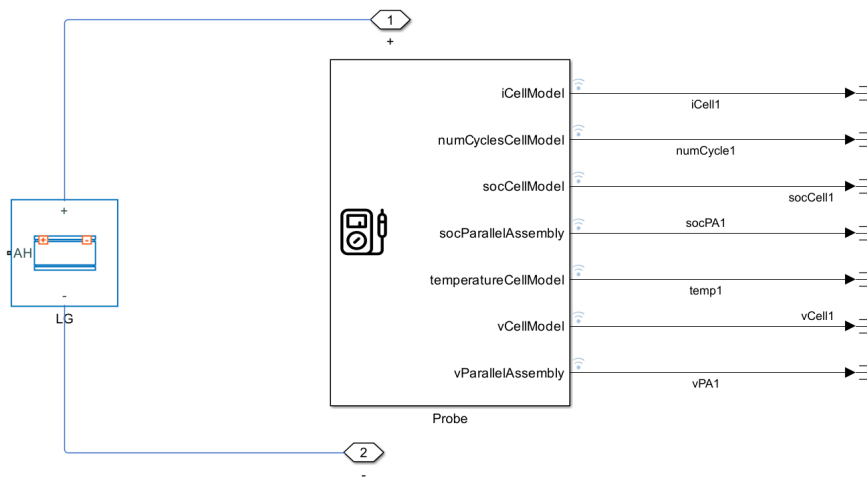 1
+
iCellModel
iCell1
numCyclesCellModel
numCycle1
socCellModel
socCell1
+
socParallelAssembly
socPA1
+ -
AH
temperatureCellModel
temp1
-
LG
vCellModel
vCell1
vParallelAssembly
vPA1
Probe
2
-